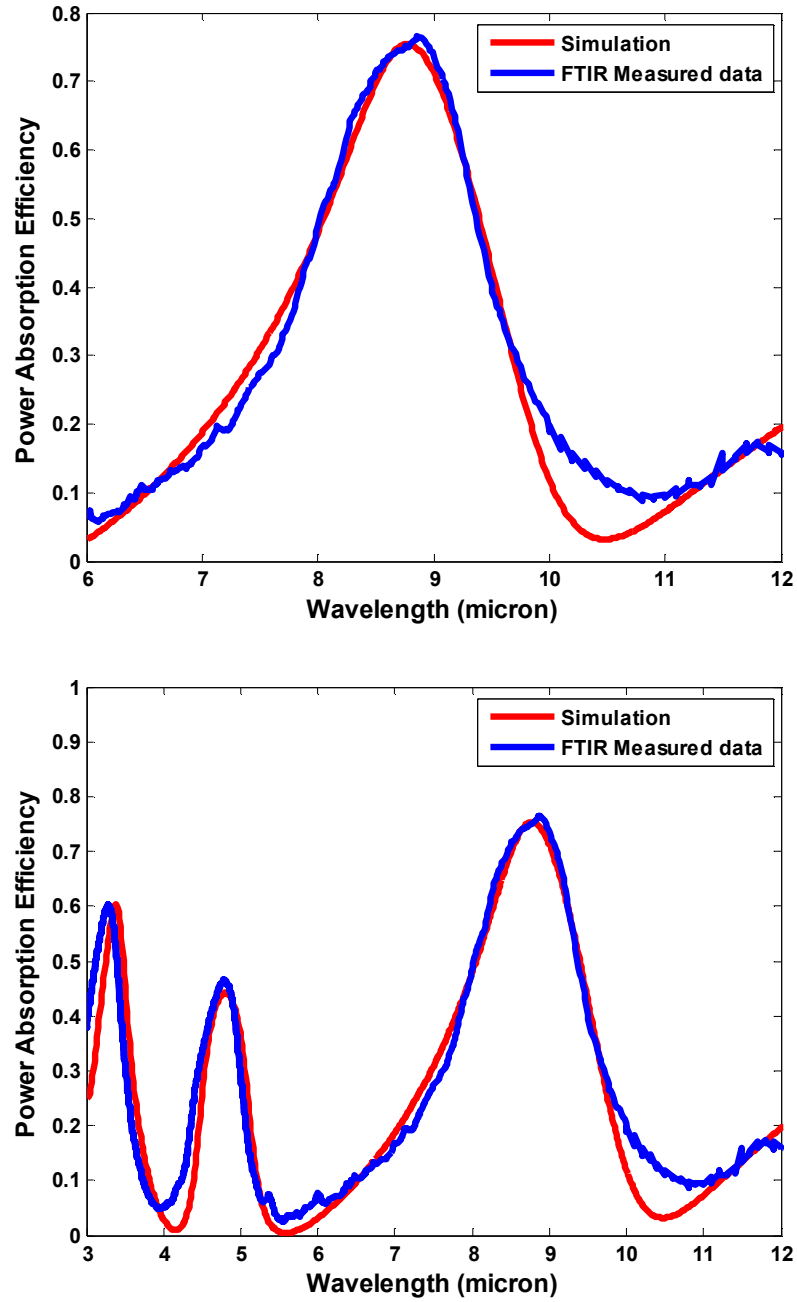 0.8
0.7
0.6
0.5
0.4
0.3
0.2
0.1
0
Power Absorption Efficiency
Simulation
FTIR Measured data
6 7 8 9 10 11 12
Wavelength (micron)
1
0.9
0.8
0.7
0.6
0.5
0.4
0.3
0.2
0.1
0
Power Absorption Efficiency
Simulation
FTIR Measured data
3 4 5 6 7 8 9 10 11 12
Wavelength (micron)